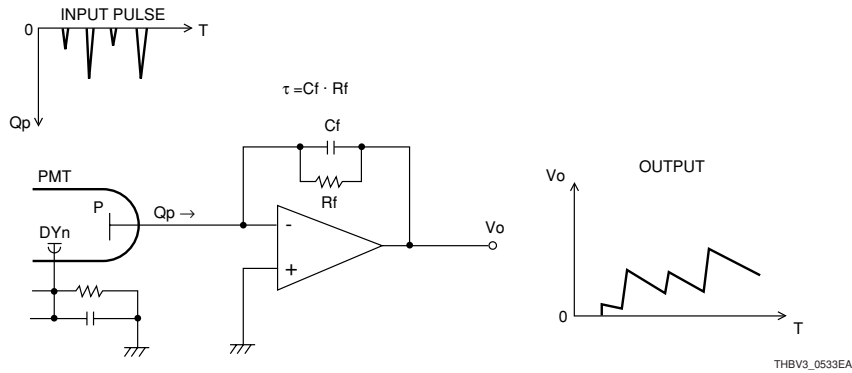 INPUT PULSE
0
T
Qp
τ =Cf · Rf
Cf
Rf
PMT
P
Qp →
DYn
-
+
Vo
OUTPUT
Vo
0
T
THBV3_0533EA